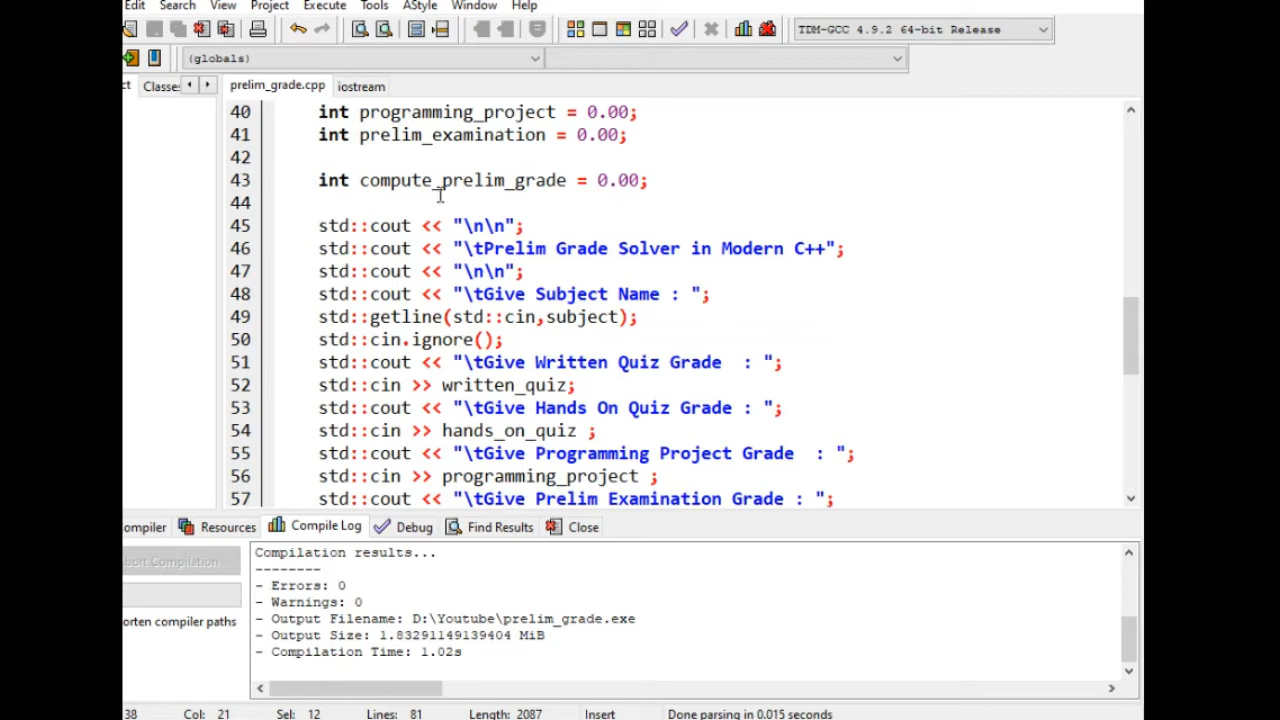 Edit Search View Project Execute Tools AStyle Window Help
TDM-GCC 4.9.2 64-bit Release
(globals)
ct Classes prelim_grade.cpp iostream
40 int programming_project = 0.00;
41 int prelim_examination = 0.00;
42
43 int compute_prelim_grade = 0.00;
44
45 std::cout << "\n\n";
46 std::cout << "\tPrelim Grade Solver in Modern C++";
47 std::cout << "\n\n";
48 std::cout << "\tGive Subject Name : ";
49 std::getline(std::cin,subject);
50 std::cin.ignore();
51 std::cout << "\tGive Written Quiz Grade  : ";
52 std::cin >> written_quiz;
53 std::cout << "\tGive Hands On Quiz Grade : ";
54 std::cin >> hands_on_quiz ;
55 std::cout << "\tGive Programming Project Grade  : ";
56 std::cin >> programming_project ;
57 std::cout << "\tGive Prelim Examination Grade : ";
ompiler Resources Compile Log Debug Find Results Close
bort Compilation
orten compiler paths
Compilation results...
--------
- Errors: 0
- Warnings: 0
- Output Filename: D:\Youtube\prelim_grade.exe
- Output Size: 1.83291149139404 MiB
- Compilation Time: 1.02s
38 Col: 21 Sel: 12 Lines: 81 Length: 2087 Insert Done parsing in 0.015 seconds